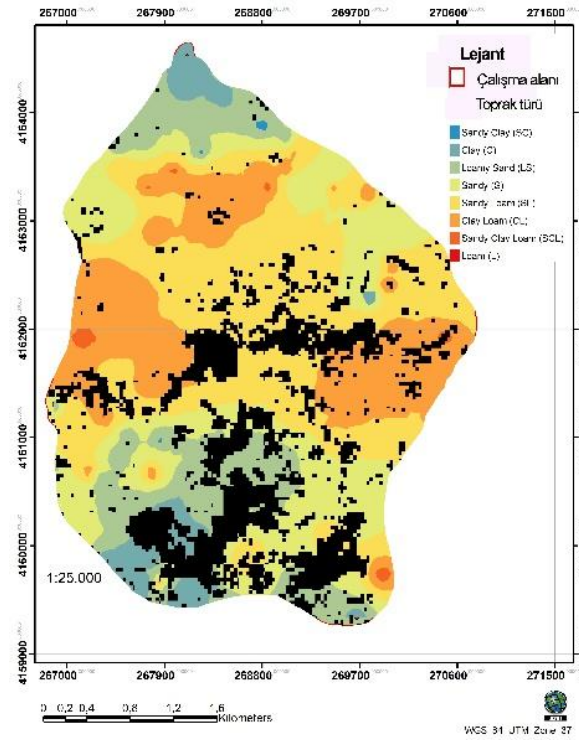 267000 267900 268800 269700 270600 271500
Lejant
Çalışma alanı
Toprak türü
Sandy Clay (SC)
Clay (C)
Loamy Sand (LS)
Sandy (S)
Sandy Loam (SL)
Clay Loam (CL)
Sandy Clay Loam (SCL)
Loam (L)
4164000
4163000
4162000
4161000
4160000
4159000
1:25.000
267000 267900 268800 269700 270600 271500
0 0,2 0,4 0,8 1,2 1,6
Kilometers
WGS 84 UTM Zone 37